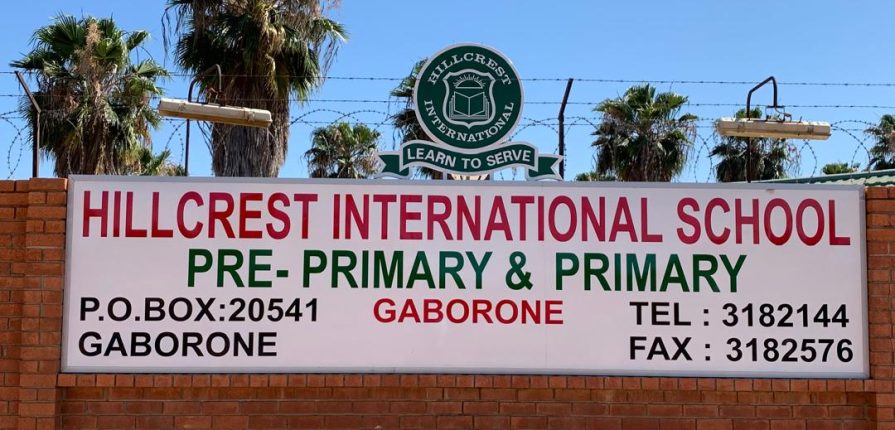 HILLCREST
INTERNATIONAL
LEARN TO SERVE
HILLCREST INTERNATIONAL SCHOOL
PRE- PRIMARY & PRIMARY
P.O.BOX:20541 GABORONE TEL : 3182144
GABORONE FAX : 3182576